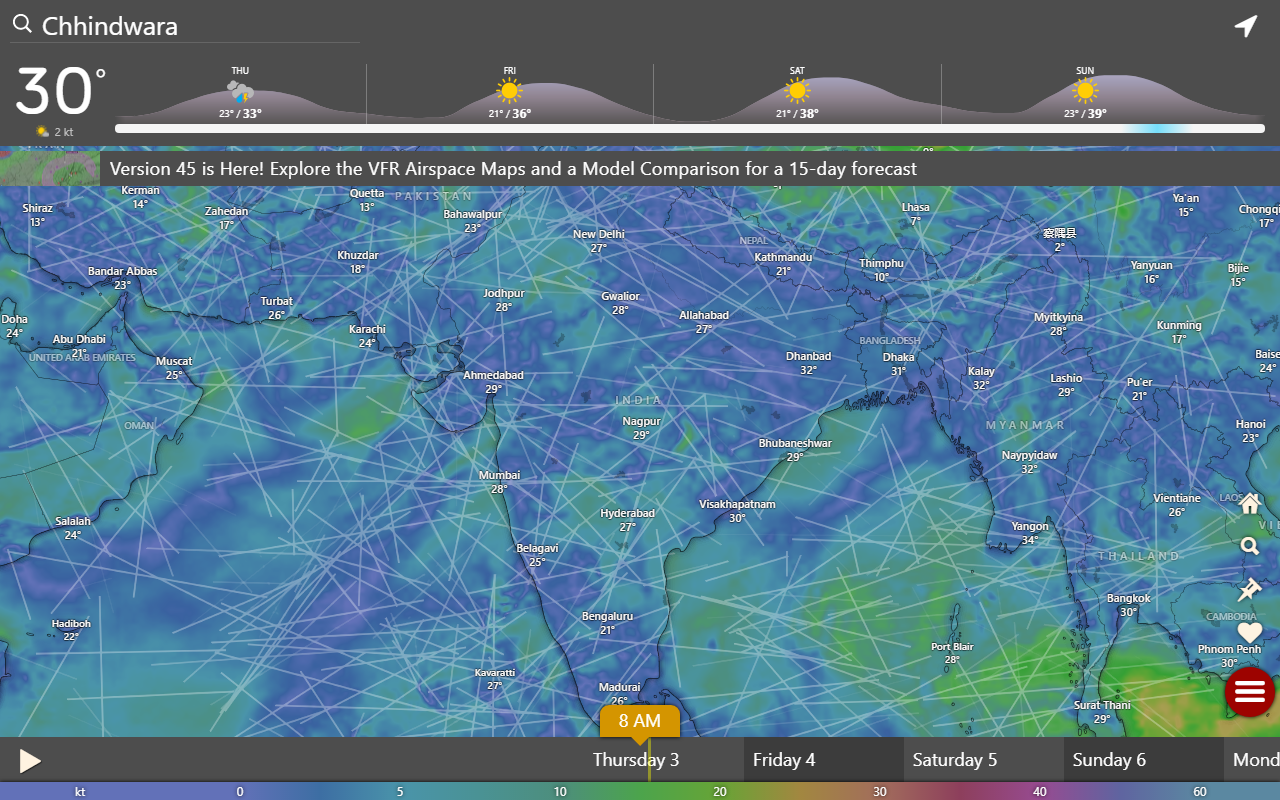 Chhindwara
30°
2 kt
THU
23° / 33°
FRI
21° / 36°
SAT
21° / 38°
SUN
23° / 39°
Version 45 is Here! Explore the VFR Airspace Maps and a Model Comparison for a 15-day forecast
Kerman
14°
Quetta
13°
PAKISTAN
Ya'an
15°
Shiraz
13°
Zahedan
17°
Bahawalpur
23°
Lhasa
7°
Chongqi
17°
New Delhi
27°
NEPAL
察隅县
2°
Khuzdar
18°
Kathmandu
21°
Thimphu
10°
Yanyuan
16°
Bijie
15°
Bandar Abbas
23°
Turbat
26°
Jodhpur
28°
Gwalior
28°
Doha
24°
Allahabad
27°
Myitkyina
28°
Kunming
17°
Karachi
24°
Abu Dhabi
21°
BANGLADESH
UNITED ARAB EMIRATES
Muscat
25°
Dhanbad
32°
Dhaka
31°
Baise
24°
Ahmedabad
29°
Kalay
32°
Lashio
29°
Pu'er
21°
INDIA
OMAN
Nagpur
29°
MYANMAR
Hanoi
23°
Bhubaneshwar
29°
Naypyidaw
32°
Mumbai
28°
Visakhapatnam
30°
Vientiane
26°
LAOS
Salalah
24°
Hyderabad
27°
Yangon
34°
VIE
Belagavi
25°
THAILAND
Bangkok
30°
Hadiboh
22°
Bengaluru
21°
CAMBODIA
Port Blair
28°
Phnom Penh
30°
Kavaratti
27°
Madurai
26°
Surat Thani
29°
8 AM
Thursday 3
Friday 4
Saturday 5
Sunday 6
Mond
kt 0 5 10 20 30 40 60